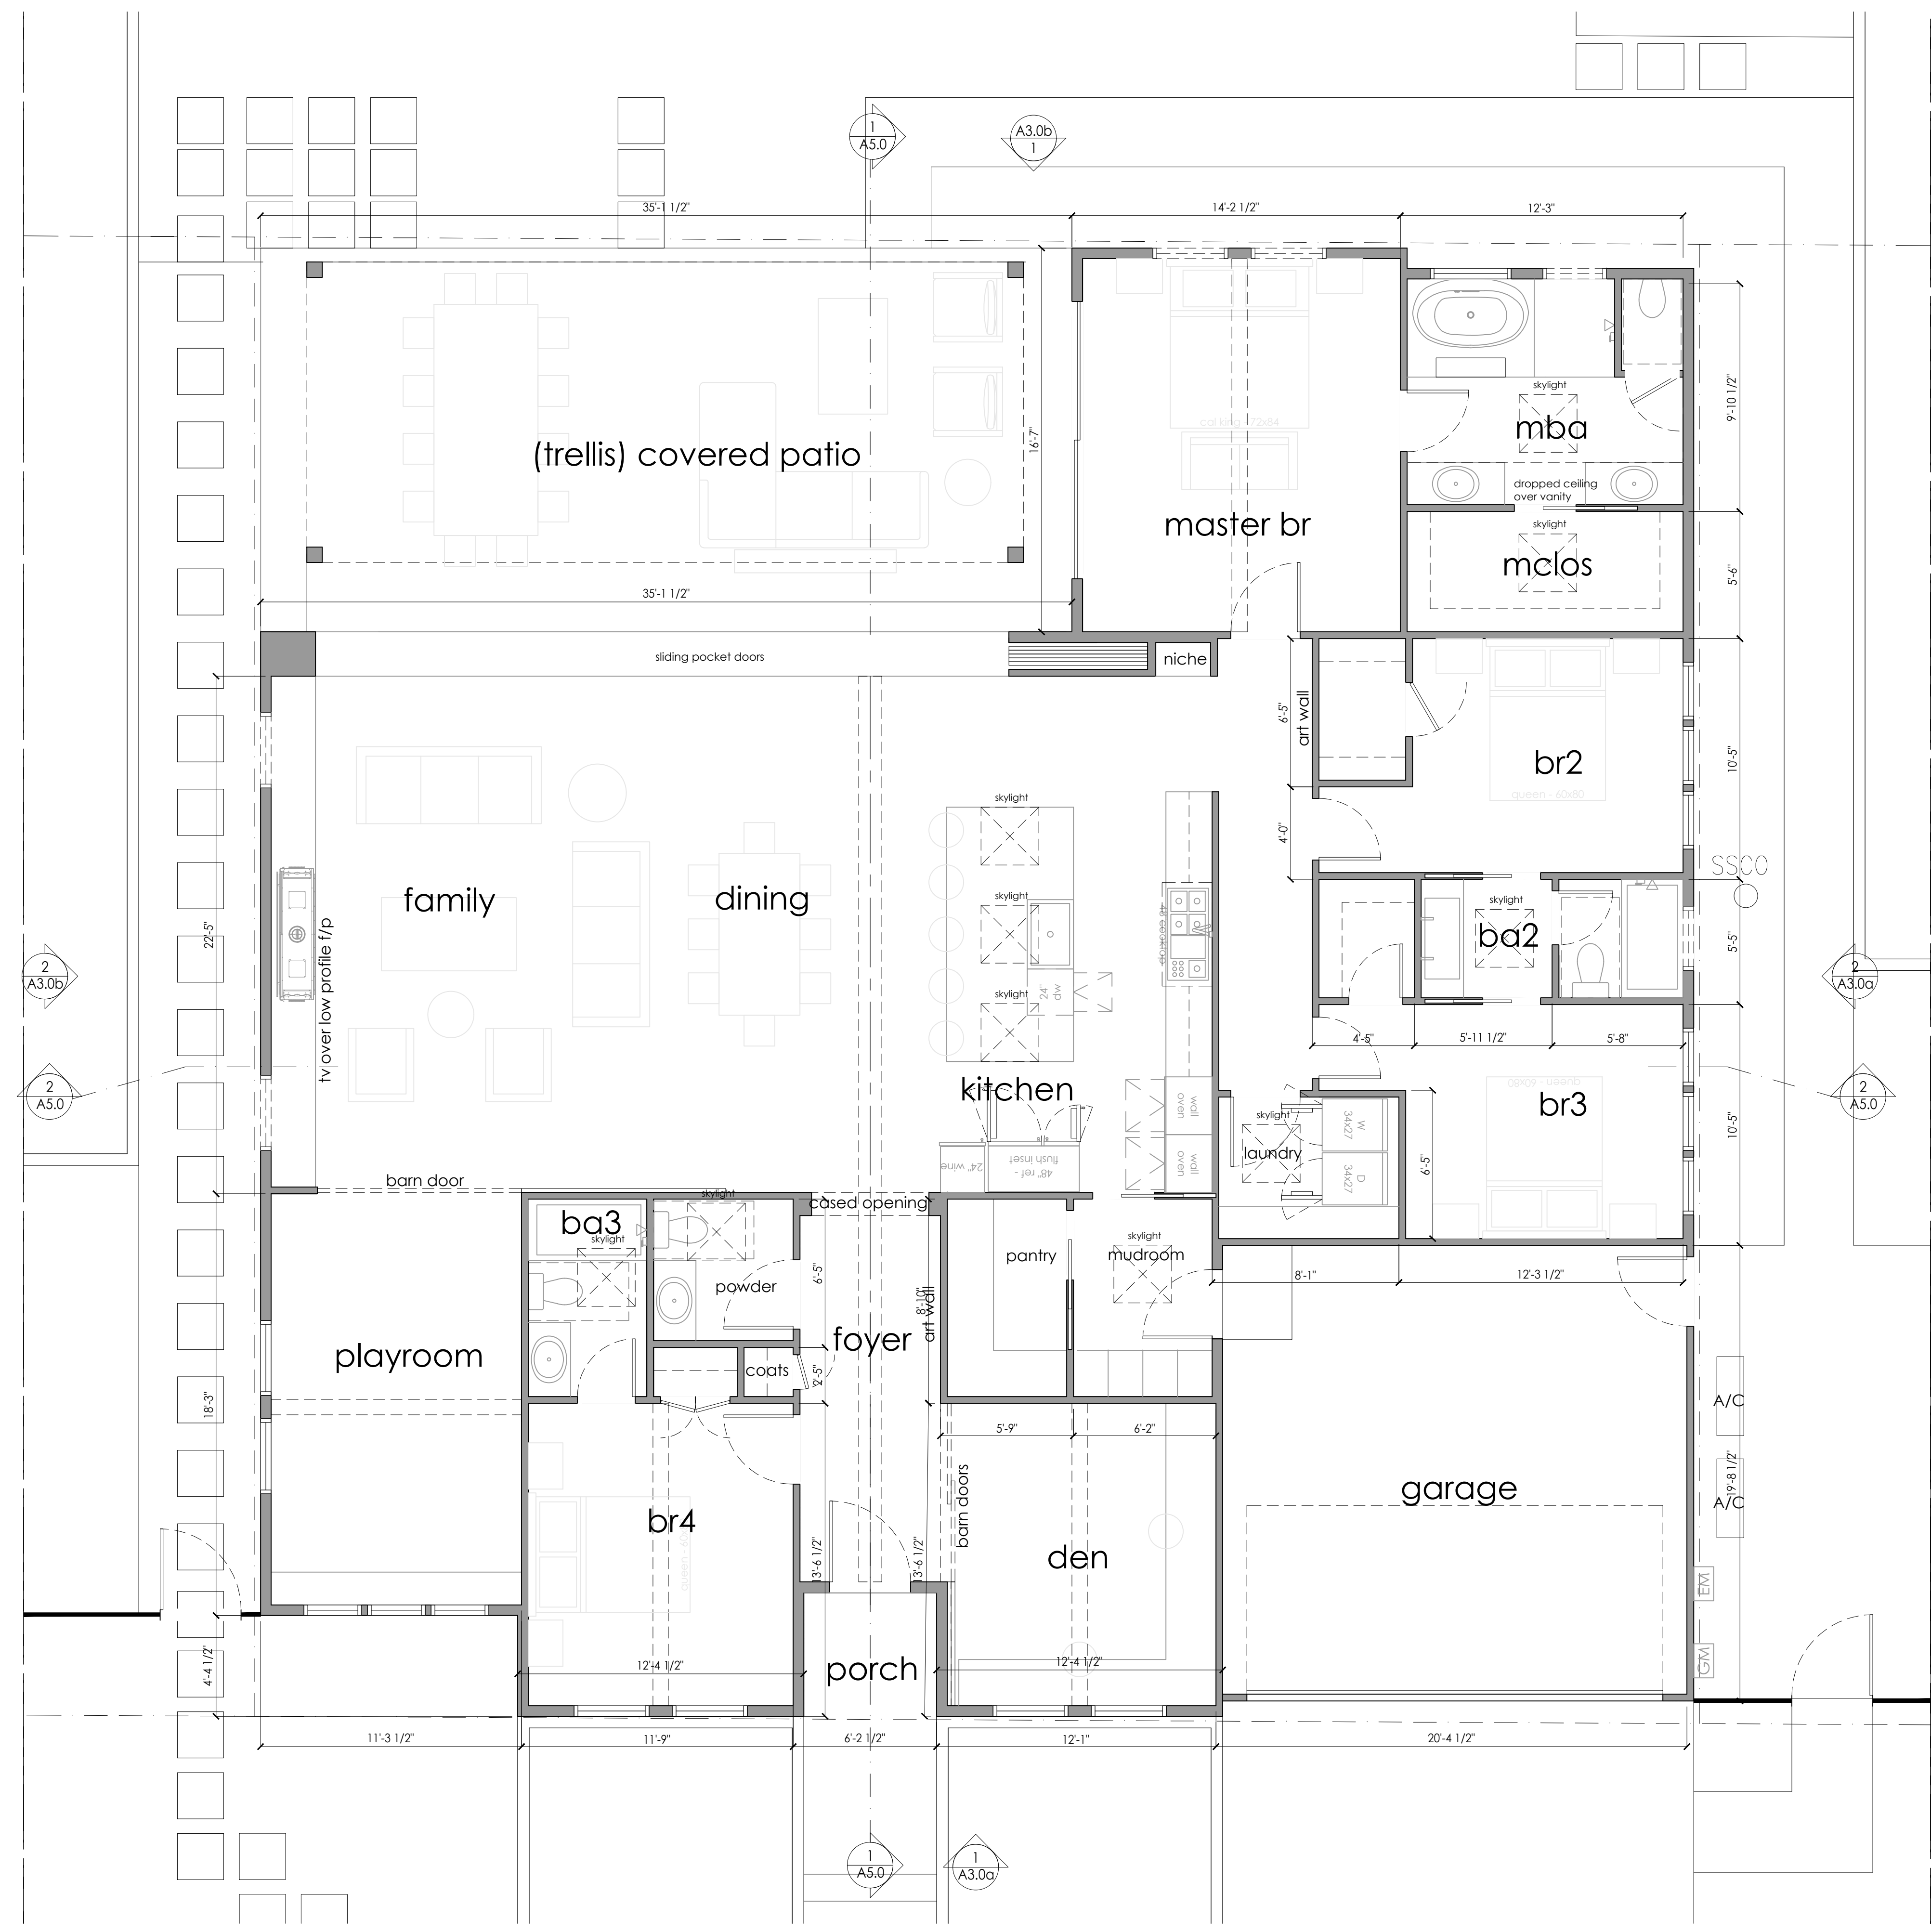 1
A5.0
A3.0b
1
35'-1 1/2"
14'-2 1/2"
12'-3"
skylight
mba
9'-10 1/2"
16'-7"
cal king - 72x84
(trellis) covered patio
dropped ceiling
over vanity
master br
skylight
mclos
5'-6"
35'-1 1/2"
sliding pocket doors
niche
6'-5"
art wall
br2
queen - 60x80
10'-5"
skylight
4'-0"
SSCO
family
dining
skylight
skylight
ba2
5'-5"
22'-5"
tv over low profile f/p
2
A3.0b
2
A3.0a
24"
dw
skylight
4'-5"
5'-11 1/2"
5'-8"
kitchen
2
A5.0
2
A5.0
wall
oven
wall
oven
skylight
laundry
W
34x27
D
34x27
queen - 60x80
br3
10'-5"
6'-5"
24" wine
48" ref -
flush inset
barn door
skylight
cased opening
ba3
skylight
powder
6'-5"
pantry
skylight
mudroom
8'-1"
12'-3 1/2"
8'-10"
art wall
foyer
playroom
coats
2'-5"
18'-3"
A/C
5'-9"
6'-2"
barn doors
garage
19'-8 1/2"
A/C
br4
13'-6 1/2"
13'-6 1/2"
den
EM
GM
4'-4 1/2"
12'-4 1/2"
porch
12'-4 1/2"
11'-3 1/2"
11'-9"
6'-2 1/2"
12'-1"
20'-4 1/2"
1
A5.0
1
A3.0a